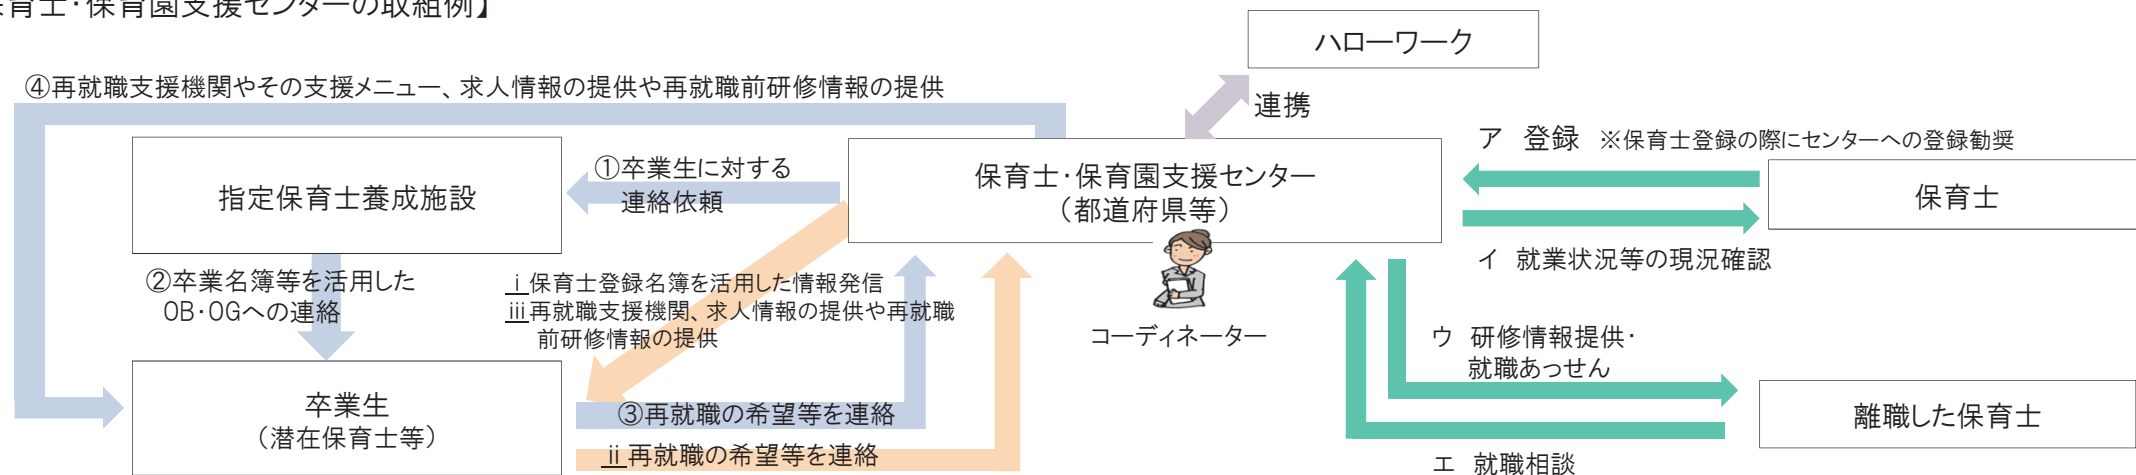 保育士・保育園支援センターの取組例】
ハローワーク
④再就職支援機関やその支援メニュー、求人情報の提供や再就職前研修情報の提供
連携
ア 登録 ※保育士登録の際にセンターへの登録勧奨
指定保育士養成施設
①卒業生に対する
連絡依頼
保育士・保育園支援センター
（都道府県等）
保育士
イ 就業状況等の現況確認
②卒業名簿等を活用した
OB・OGへの連絡
ⅰ保育士登録名簿を活用した情報発信
ⅲ再就職支援機関、求人情報の提供や再就職
前研修情報の提供
コーディネーター
ウ 研修情報提供・
就職あっせん
卒業生
（潜在保育士等）
③再就職の希望等を連絡
ⅱ再就職の希望等を連絡
離職した保育士
エ 就職相談